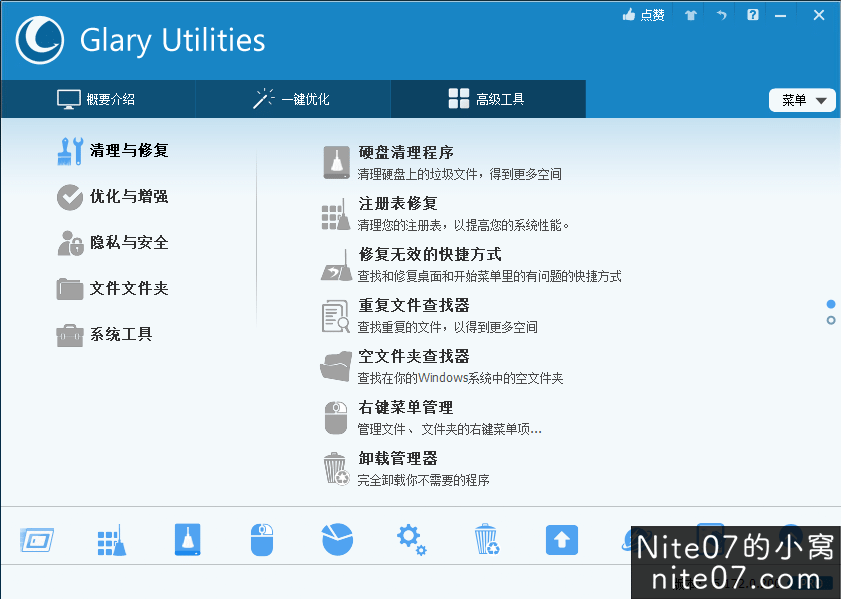 点赞
Glary Utilities
概要介绍
一键优化
高级工具
菜单
清理与修复
优化与增强
隐私与安全
文件文件夹
系统工具
硬盘清理程序
清理硬盘上的垃圾文件，得到更多空间
注册表修复
清理您的注册表，以提高您的系统性能。
修复无效的快捷方式
查找和修复桌面和开始菜单里的有问题的快捷方式
重复文件查找器
查找重复的文件，以得到更多空间
空文件夹查找器
查找在你的Windows系统中的空文件夹
右键菜单管理
管理文件、文件夹的右键菜单项...
卸载管理器
完全卸载你不需要的程序
Nite07的小窝
nite07.com